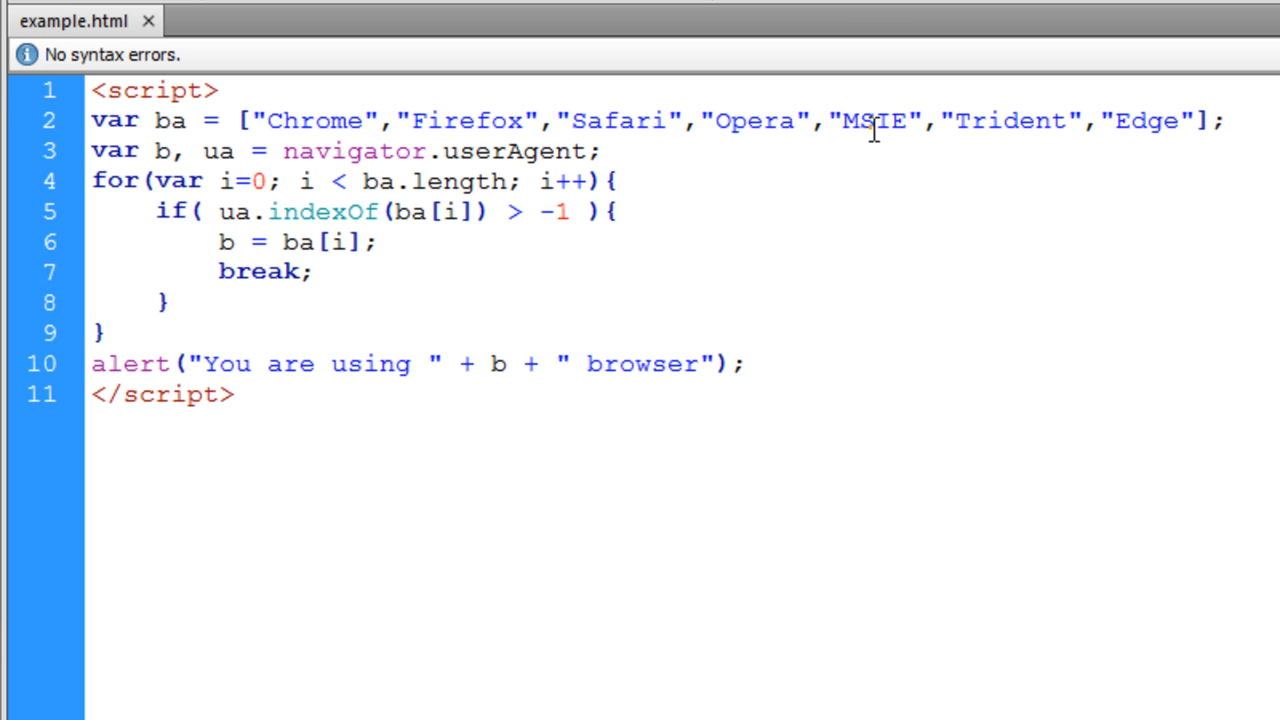 example.html ×
No syntax errors.
1 <script>
2 var ba = ["Chrome","Firefox","Safari","Opera","MSIE","Trident","Edge"];
3 var b, ua = navigator.userAgent;
4 for(var i=0; i < ba.length; i++){
5     if( ua.indexOf(ba[i]) > -1 ){
6         b = ba[i];
7         break;
8     }
9 }
10 alert("You are using " + b + " browser");
11 </script>